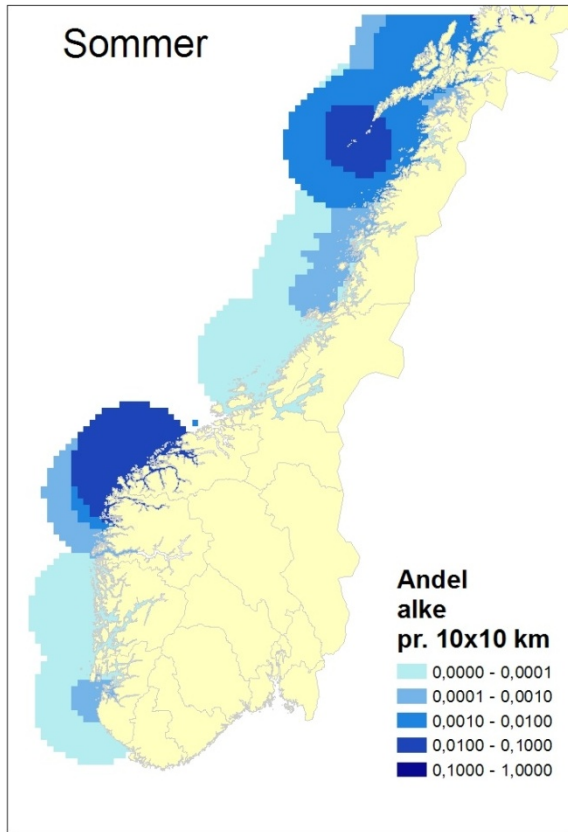 Sommer
Andel
alke
pr. 10x10 km
0,0000 - 0,0001
0,0001 - 0,0010
0,0010 - 0,0100
0,0100 - 0,1000
0,1000 - 1,0000